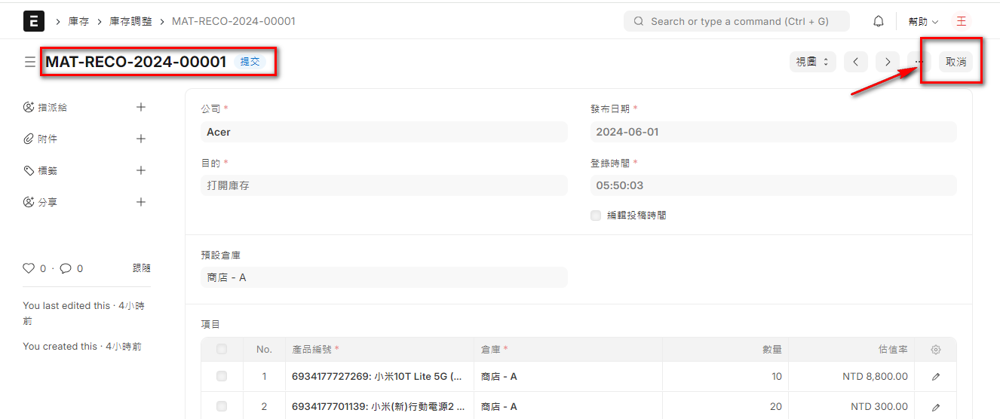 E > 庫存 > 庫存調整 > MAT-RECO-2024-00001 Search or type a command (Ctrl + G) 幫助 王
MAT-RECO-2024-00001 提交 視圖 ··· 取消
指派給 +
附件 +
標籤 +
分享 +
0 · 0 跟隨
You last edited this · 4小時
前
You created this · 4小時前
公司 *
Acer
發布日期 *
2024-06-01
目的 *
打開庫存
登錄時間 *
05:50:03
編輯投稿時間
預設倉庫
商店 - A
項目
No. 產品編號 * 倉庫 * 數量 估值率
1 6934177727269: 小米10T Lite 5G (... 商店 - A 10 NTD 8,800.00
2 6934177701139: 小米(新)行動電源2 ... 商店 - A 20 NTD 300.00